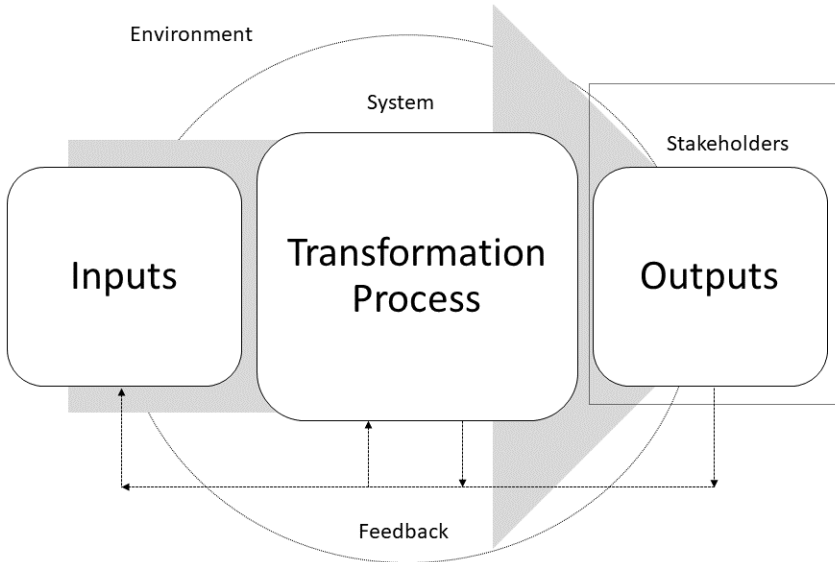 Environment
System
Stakeholders
Inputs
Transformation
Process
Outputs
Feedback